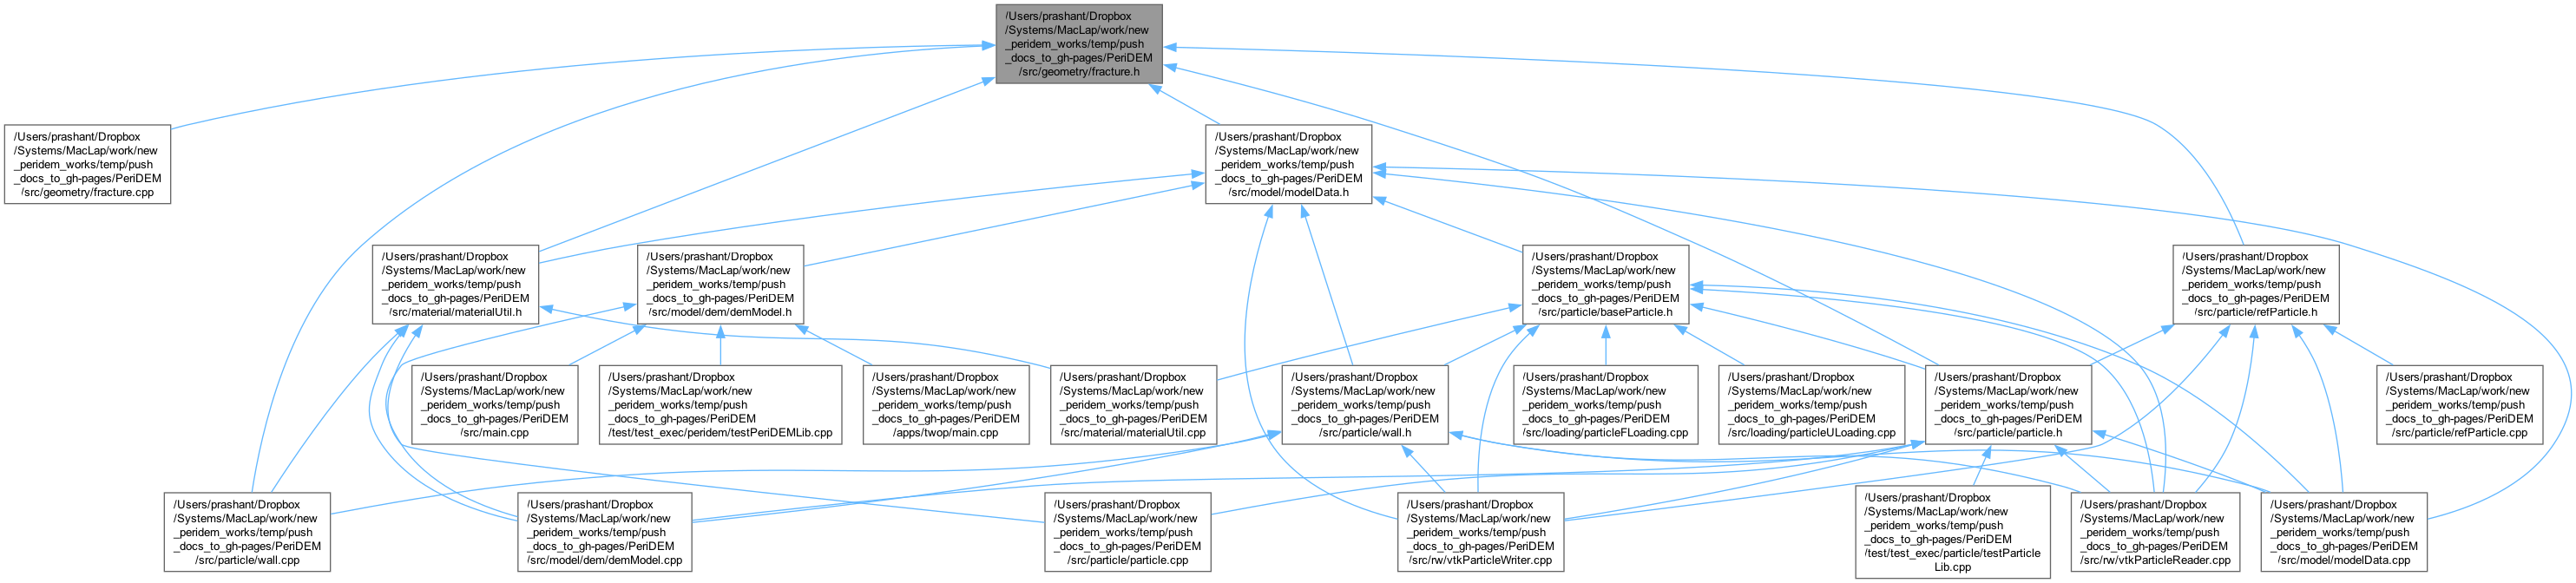 /Users/prashant/Dropbox
/Systems/MacLap/work/new
_peridem_works/temp/push
_docs_to_gh-pages/PeriDEM
/src/geometry/fracture.h
/Users/prashant/Dropbox
/Systems/MacLap/work/new
_peridem_works/temp/push
_docs_to_gh-pages/PeriDEM
/src/geometry/fracture.cpp
/Users/prashant/Dropbox
/Systems/MacLap/work/new
_peridem_works/temp/push
_docs_to_gh-pages/PeriDEM
/src/model/modelData.h
/Users/prashant/Dropbox
/Systems/MacLap/work/new
_peridem_works/temp/push
_docs_to_gh-pages/PeriDEM
/src/material/materialUtil.h
/Users/prashant/Dropbox
/Systems/MacLap/work/new
_peridem_works/temp/push
_docs_to_gh-pages/PeriDEM
/src/model/dem/demModel.h
/Users/prashant/Dropbox
/Systems/MacLap/work/new
_peridem_works/temp/push
_docs_to_gh-pages/PeriDEM
/src/particle/baseParticle.h
/Users/prashant/Dropbox
/Systems/MacLap/work/new
_peridem_works/temp/push
_docs_to_gh-pages/PeriDEM
/src/particle/refParticle.h
/Users/prashant/Dropbox
/Systems/MacLap/work/new
_peridem_works/temp/push
_docs_to_gh-pages/PeriDEM
/src/main.cpp
/Users/prashant/Dropbox
/Systems/MacLap/work/new
_peridem_works/temp/push
_docs_to_gh-pages/PeriDEM
/test/test_exec/peridem/testPeriDEMLib.cpp
/Users/prashant/Dropbox
/Systems/MacLap/work/new
_peridem_works/temp/push
_docs_to_gh-pages/PeriDEM
/apps/twop/main.cpp
/Users/prashant/Dropbox
/Systems/MacLap/work/new
_peridem_works/temp/push
_docs_to_gh-pages/PeriDEM
/src/material/materialUtil.cpp
/Users/prashant/Dropbox
/Systems/MacLap/work/new
_peridem_works/temp/push
_docs_to_gh-pages/PeriDEM
/src/particle/wall.h
/Users/prashant/Dropbox
/Systems/MacLap/work/new
_peridem_works/temp/push
_docs_to_gh-pages/PeriDEM
/src/loading/particleFLoading.cpp
/Users/prashant/Dropbox
/Systems/MacLap/work/new
_peridem_works/temp/push
_docs_to_gh-pages/PeriDEM
/src/loading/particleULoading.cpp
/Users/prashant/Dropbox
/Systems/MacLap/work/new
_peridem_works/temp/push
_docs_to_gh-pages/PeriDEM
/src/particle/particle.h
/Users/prashant/Dropbox
/Systems/MacLap/work/new
_peridem_works/temp/push
_docs_to_gh-pages/PeriDEM
/src/particle/refParticle.cpp
/Users/prashant/Dropbox
/Systems/MacLap/work/new
_peridem_works/temp/push
_docs_to_gh-pages/PeriDEM
/src/particle/wall.cpp
/Users/prashant/Dropbox
/Systems/MacLap/work/new
_peridem_works/temp/push
_docs_to_gh-pages/PeriDEM
/src/model/dem/demModel.cpp
/Users/prashant/Dropbox
/Systems/MacLap/work/new
_peridem_works/temp/push
_docs_to_gh-pages/PeriDEM
/src/particle/particle.cpp
/Users/prashant/Dropbox
/Systems/MacLap/work/new
_peridem_works/temp/push
_docs_to_gh-pages/PeriDEM
/src/rw/vtkParticleWriter.cpp
/Users/prashant/Dropbox
/Systems/MacLap/work/new
_peridem_works/temp/push
_docs_to_gh-pages/PeriDEM
/test/test_exec/particle/testParticle
Lib.cpp
/Users/prashant/Dropbox
/Systems/MacLap/work/new
_peridem_works/temp/push
_docs_to_gh-pages/PeriDEM
/src/rw/vtkParticleReader.cpp
/Users/prashant/Dropbox
/Systems/MacLap/work/new
_peridem_works/temp/push
_docs_to_gh-pages/PeriDEM
/src/model/modelData.cpp